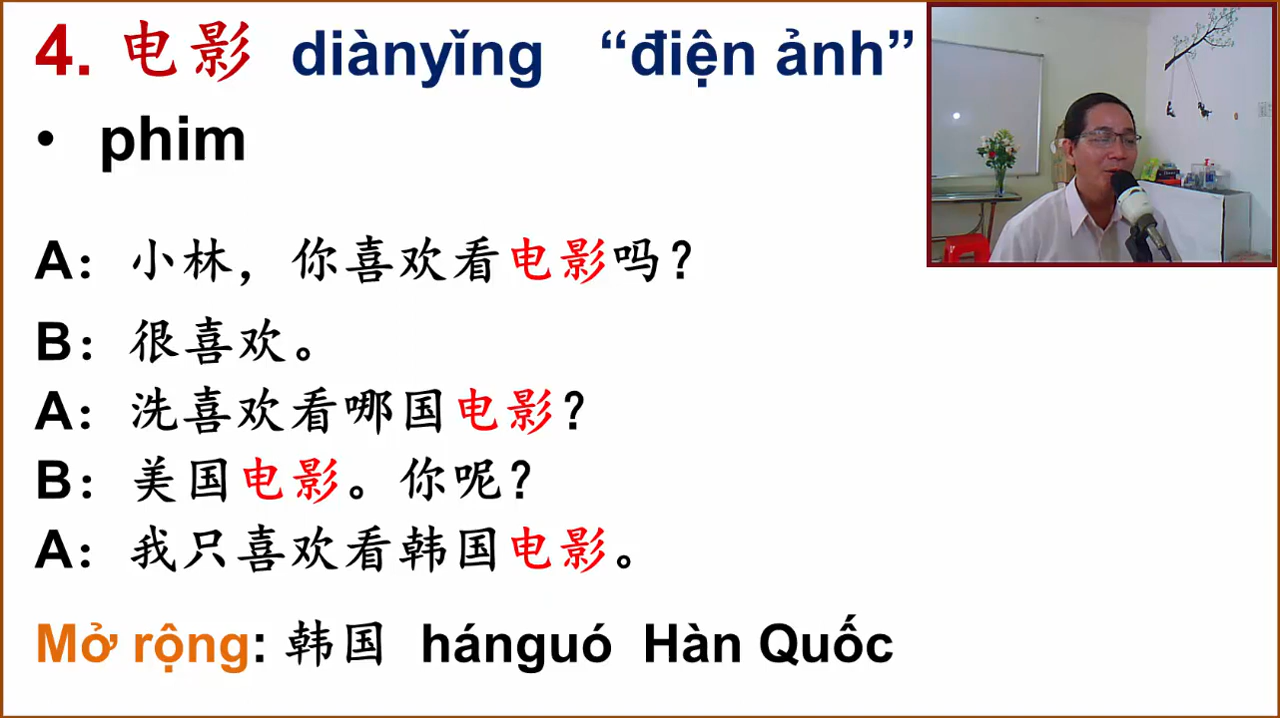 4. 电影 diànyǐng “điện ảnh”
• phim
A：小林，你喜欢看电影吗？
B：很喜欢。
A：洗喜欢看哪国电影？
B：美国电影。你呢？
A：我只喜欢看韩国电影。
Mở rộng: 韩国 hánguó Hàn Quốc